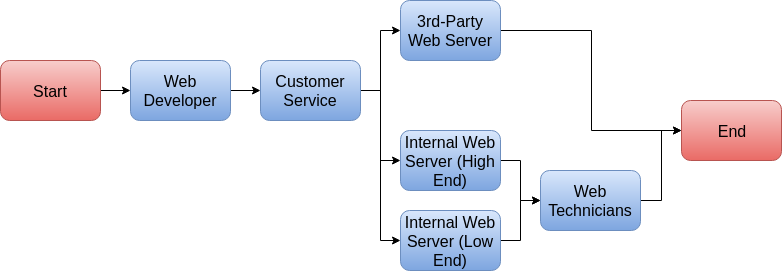 Start
Web
Developer
Customer
Service
3rd-Party
Web Server
Internal Web
Server (High
End)
Internal Web
Server (Low
End)
Web
Technicians
End